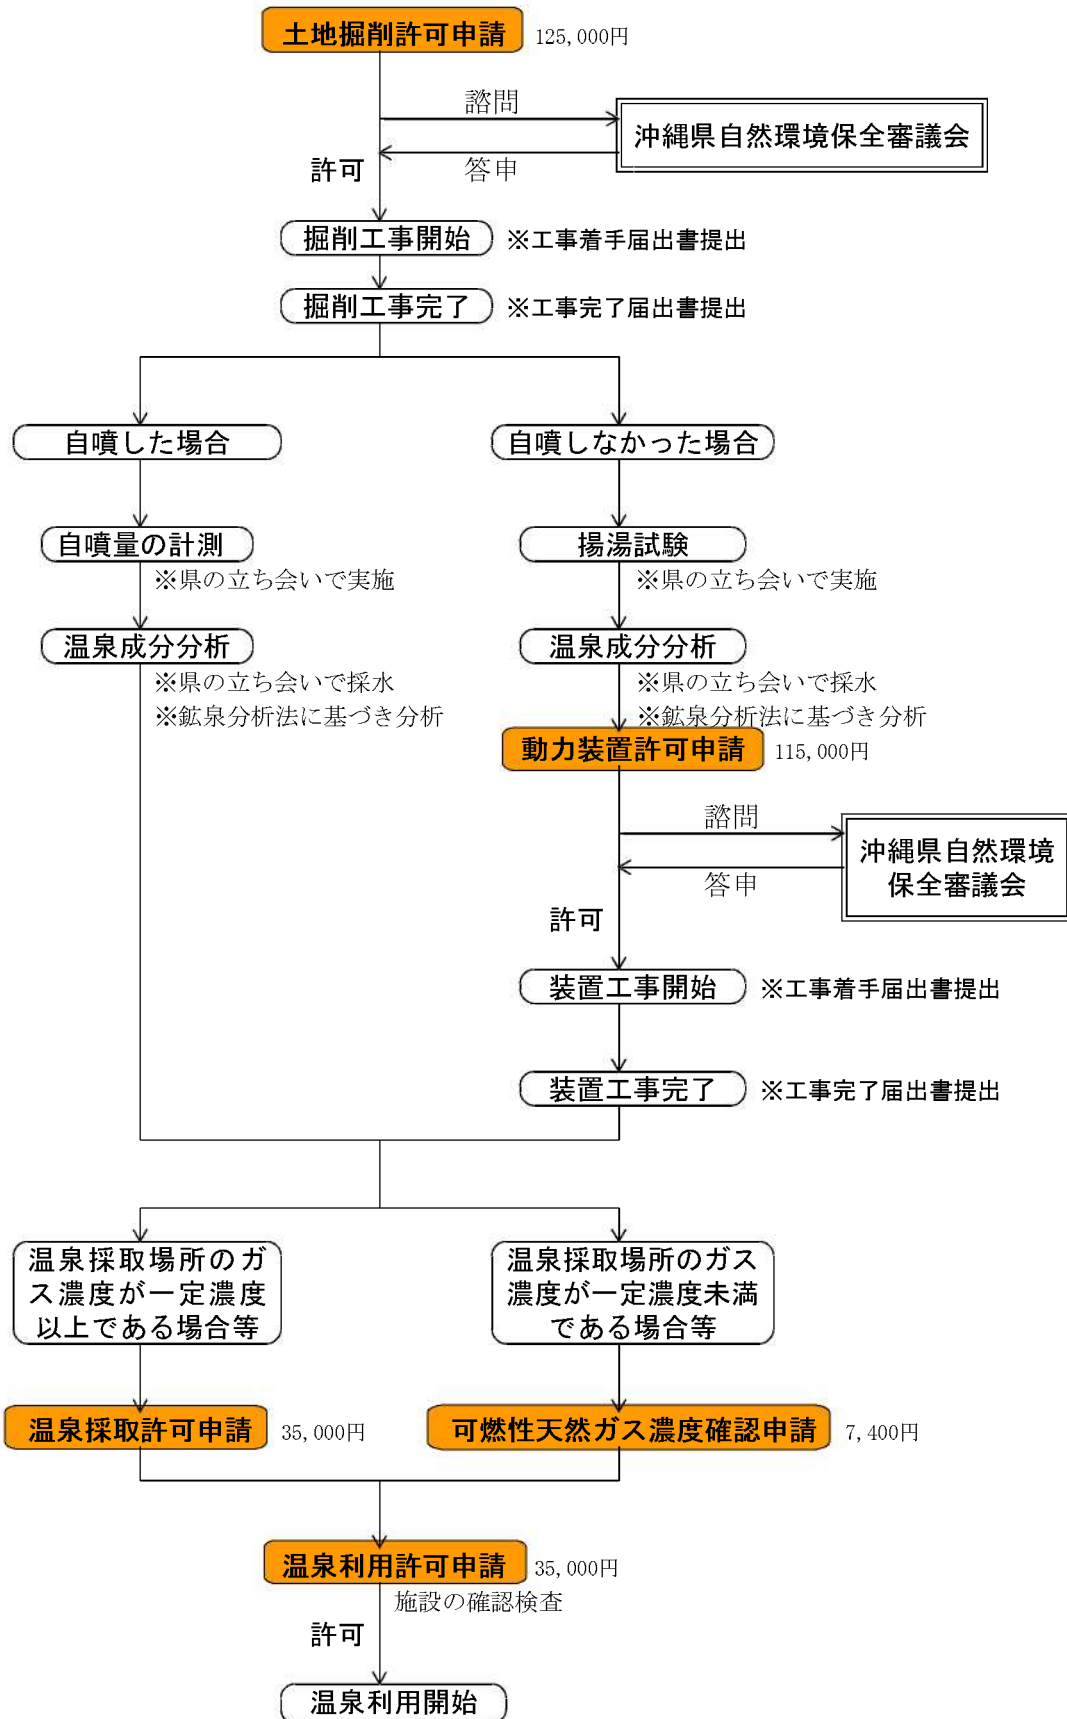 土地掘削許可申請 125,000円
諮問
沖縄県自然環境保全審議会
答申
許可
掘削工事開始 ※工事着手届出書提出
掘削工事完了 ※工事完了届出書提出
自噴した場合
自噴しなかった場合
自噴量の計測
※県の立ち会いで実施
揚湯試験
※県の立ち会いで実施
温泉成分分析
※県の立ち会いで採水
※鉱泉分析法に基づき分析
温泉成分分析
※県の立ち会いで採水
※鉱泉分析法に基づき分析
動力装置許可申請 115,000円
諮問
沖縄県自然環境
保全審議会
答申
許可
装置工事開始 ※工事着手届出書提出
装置工事完了 ※工事完了届出書提出
温泉採取場所のガ
ス濃度が一定濃度
以上である場合等
温泉採取場所のガス
濃度が一定濃度未満
である場合等
温泉採取許可申請 35,000円
可燃性天然ガス濃度確認申請 7,400円
温泉利用許可申請 35,000円
施設の確認検査
許可
温泉利用開始